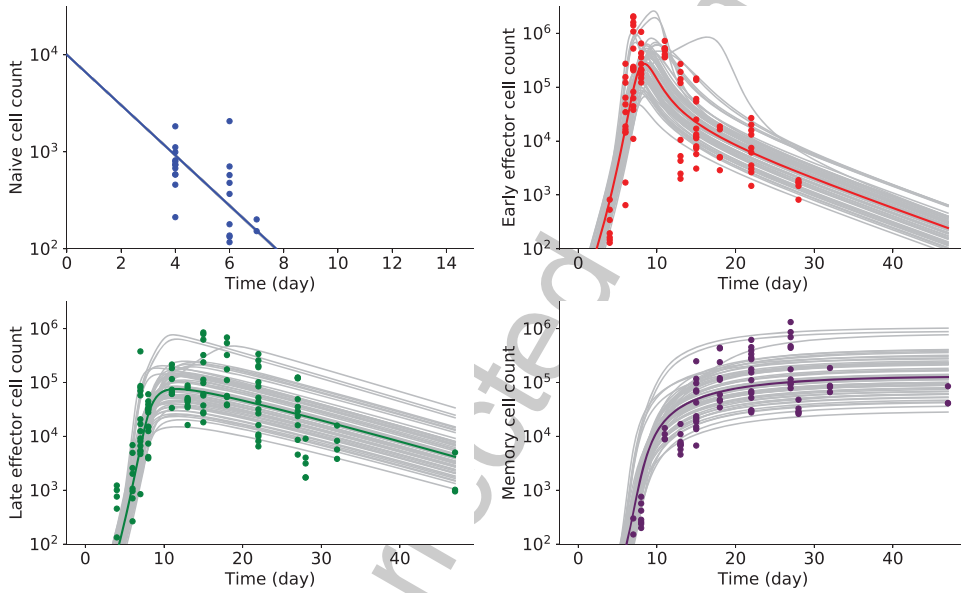 10⁴
10³
10²
Naive cell count
0 2 4 6 8 10 12 14
Time (day)
10⁶
10⁵
10⁴
10³
10²
Early effector cell count
0 10 20 30 40
Time (day)
10⁶
10⁵
10⁴
10³
10²
Late effector cell count
0 10 20 30 40
Time (day)
10⁶
10⁵
10⁴
10³
10²
Memory cell count
0 10 20 30 40
Time (day)